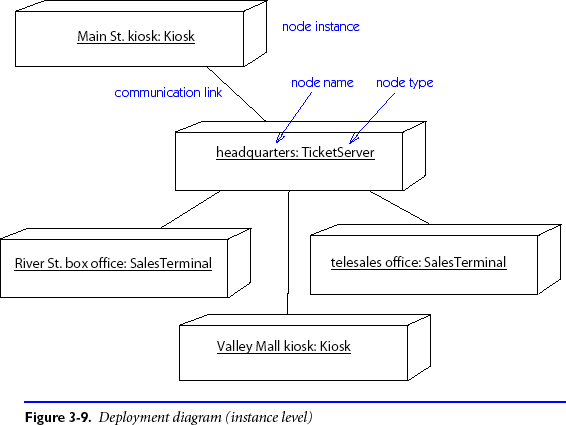 Main St. kiosk: Kiosk
node instance
communication link
node name
node type
headquarters: TicketServer
River St. box office: SalesTerminal
telesales office: SalesTerminal
Valley Mall kiosk: Kiosk
Figure 3-9. Deployment diagram (instance level)